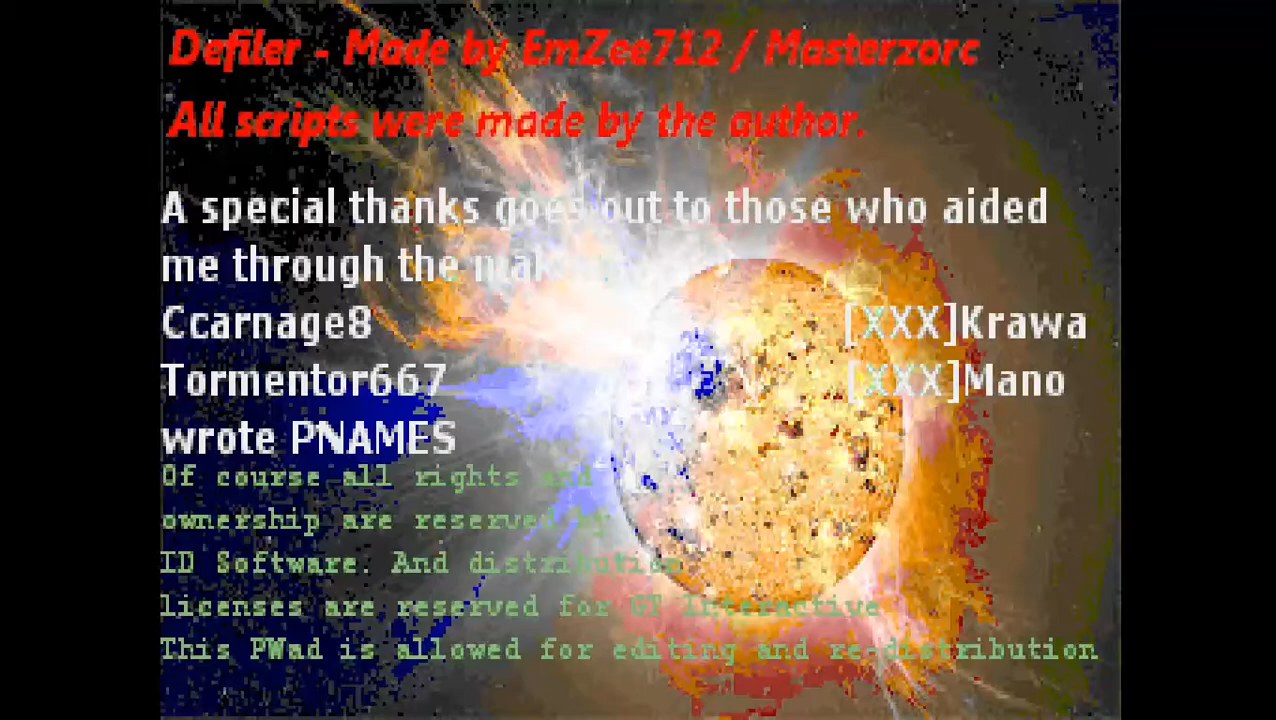 Defiler - Made by EmZee712 / Masterzorc
All scripts were made by the author.
A special thanks goes out to those who aided
me through the making
Ccarnage8 [XXX]Krawa
Tormentor667 [XXX]Mano
wrote PNAMES
Of course all rights and
ownership are reserved by
ID Software. And distribution
licenses are reserved for GT Interactive
This PWad is allowed for editing and re-distribution